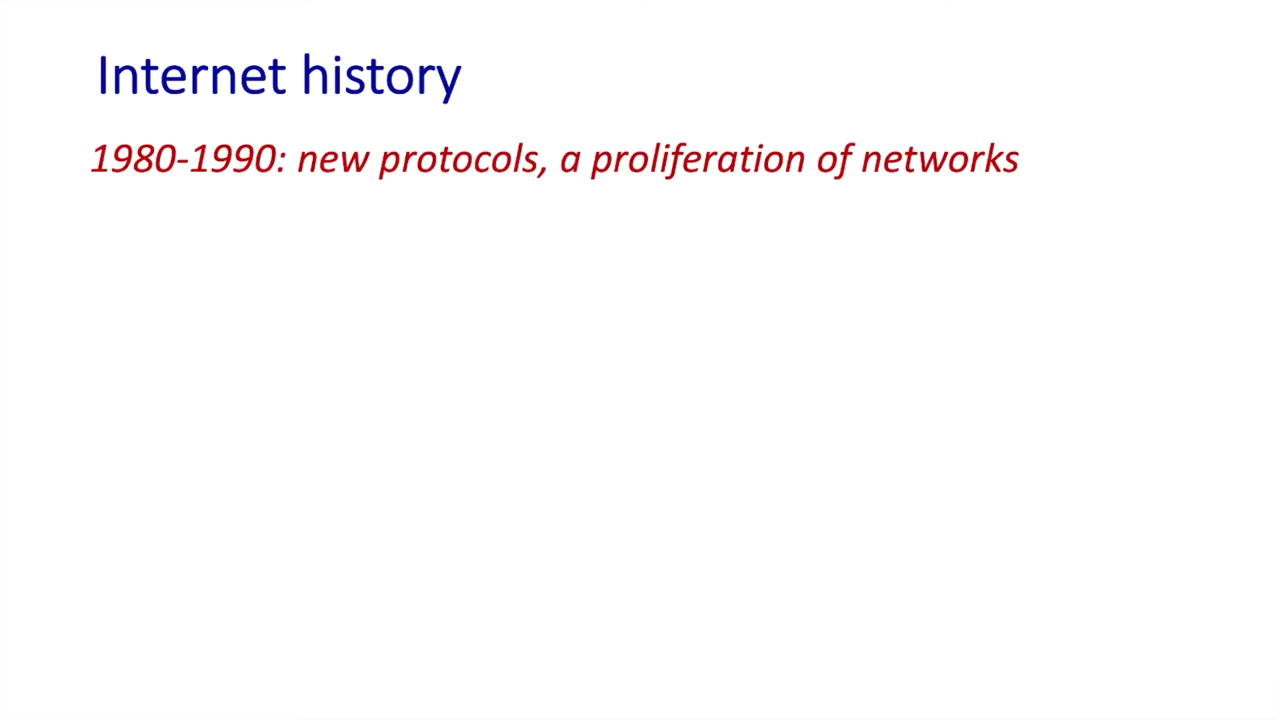 Internet history
1980-1990: new protocols, a proliferation of networks